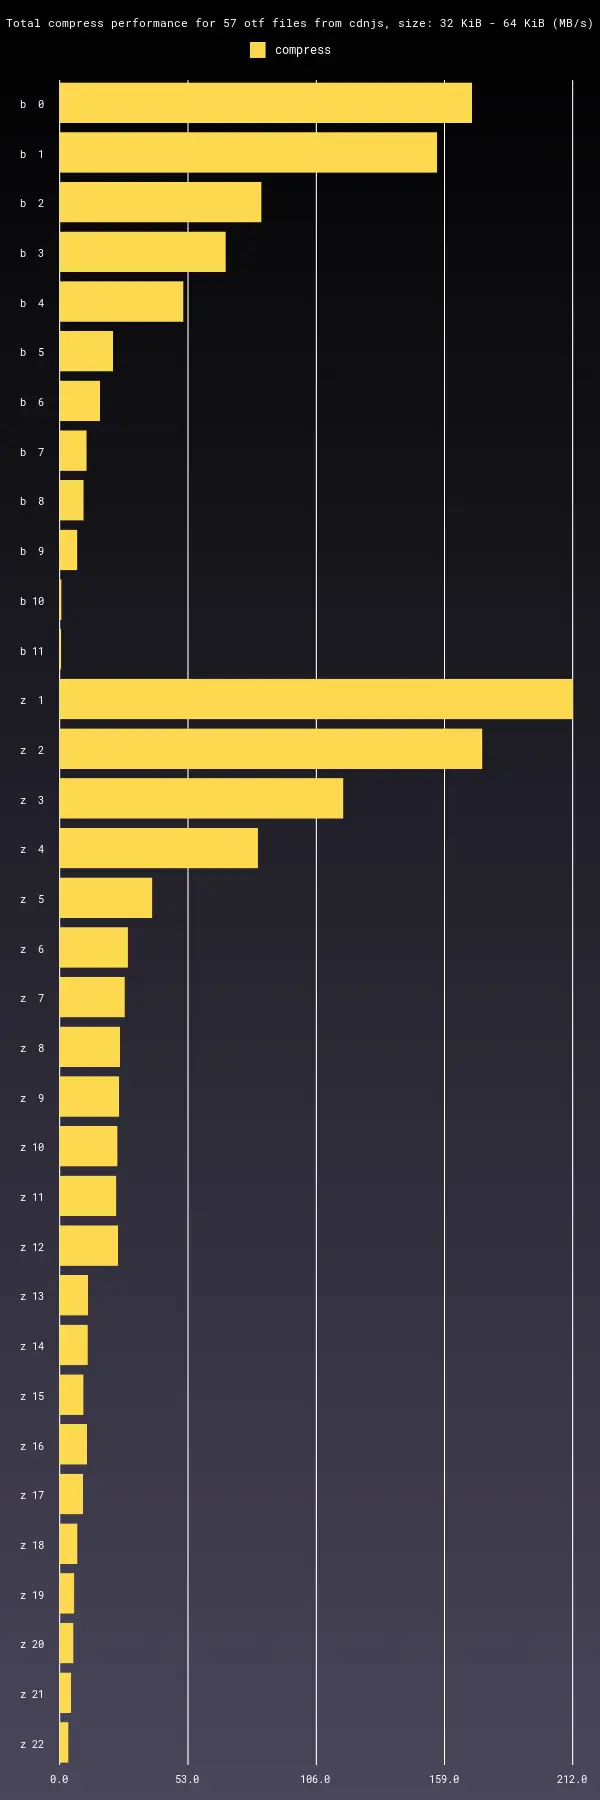 Total compress performance for 57 otf files from cdnjs, size: 32 KiB - 64 KiB (MB/s)
compress
b 0
b 1
b 2
b 3
b 4
b 5
b 6
b 7
b 8
b 9
b 10
b 11
z 1
z 2
z 3
z 4
z 5
z 6
z 7
z 8
z 9
z 10
z 11
z 12
z 13
z 14
z 15
z 16
z 17
z 18
z 19
z 20
z 21
z 22
0.0 53.0 106.0 159.0 212.0